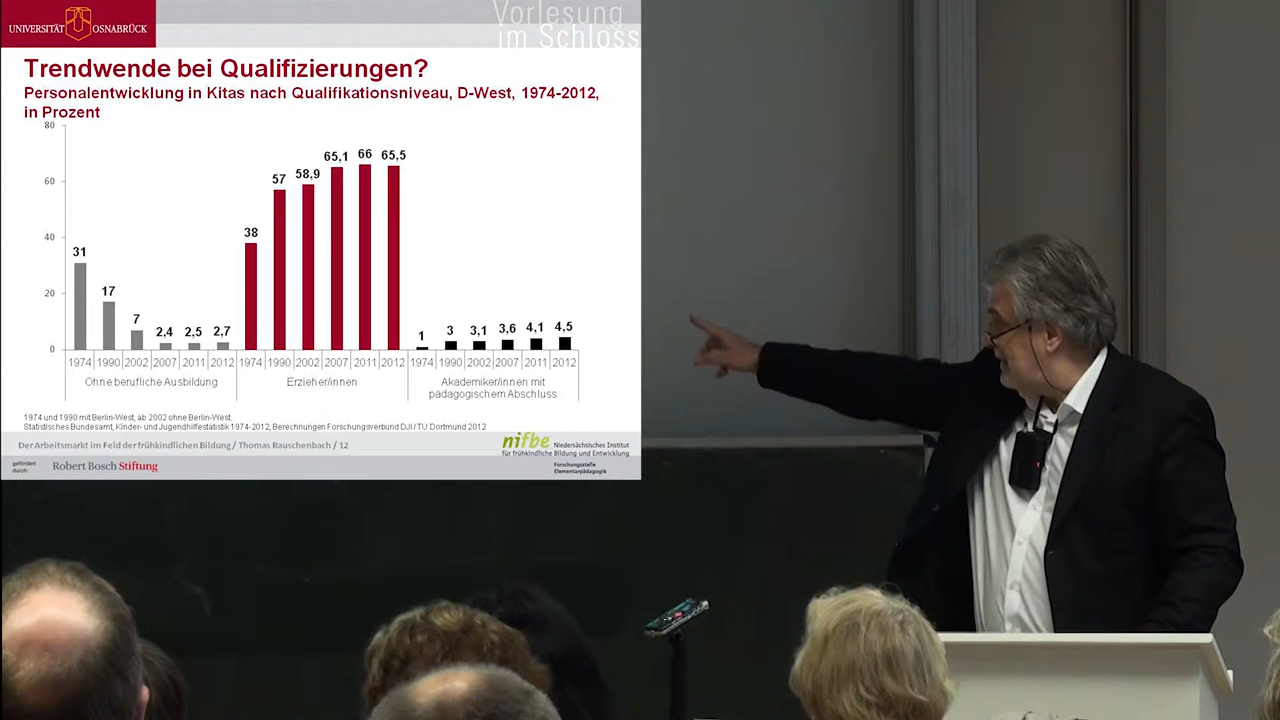 UNIVERSITÄT OSNABRÜCK
Vorlesung
im Schloss
Trendwende bei Qualifizierungen?
Personalentwicklung in Kitas nach Qualifikationsniveau, D-West, 1974-2012,
in Prozent
80
60
40
20
0
31
17
7
2,4
2,5
2,7
38
57
58,9
65,1
66
65,5
1
3
3,1
3,6
4,1
4,5
1974 1990 2002 2007 2011 2012 1974 1990 2002 2007 2011 2012 1974 1990 2002 2007 2011 2012
Ohne berufliche Ausbildung
Erzieher/innen
Akademiker/innen mit
pädagogischem Abschluss
1974 und 1990 mit Berlin-West, ab 2002 ohne Berlin-West.
Statistisches Bundesamt, Kinder- und Jugendhilfestatistik 1974-2012, Berechnungen Forschungsverbund DJI / TU Dortmund 2012
Der Arbeitsmarkt im Feld der frühkindlichen Bildung / Thomas Rauschenbach / 12
nifbe Niedersächsisches Institut
für frühkindliche Bildung und Entwicklung
gefördert
durch:
Robert Bosch Stiftung
Forschungsstelle
Elementarpädagogik